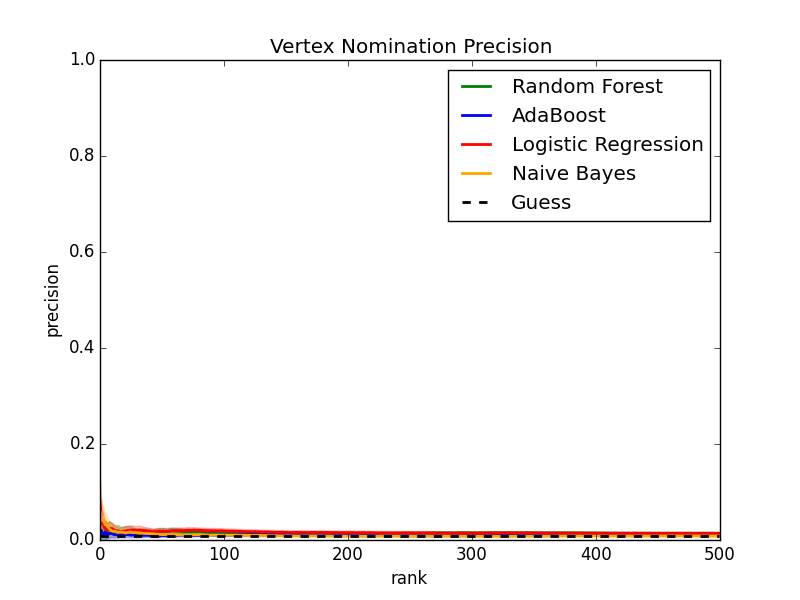 Vertex Nomination Precision
1.0
0.8
0.6
0.4
0.2
0.0
precision
Random Forest
AdaBoost
Logistic Regression
Naive Bayes
Guess
0 100 200 300 400 500
rank